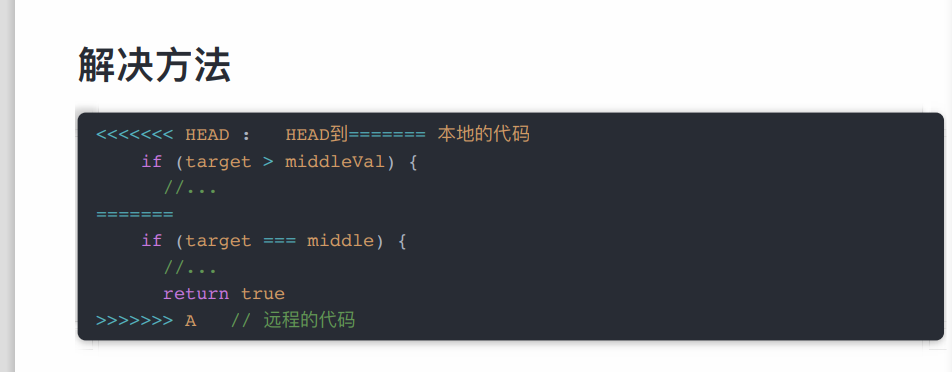 解决方法
<<<<<<< HEAD :   HEAD到======= 本地的代码
    if (target > middleVal) {
      //...
=======
    if (target === middle) {
      //...
      return true
>>>>>>> A   // 远程的代码